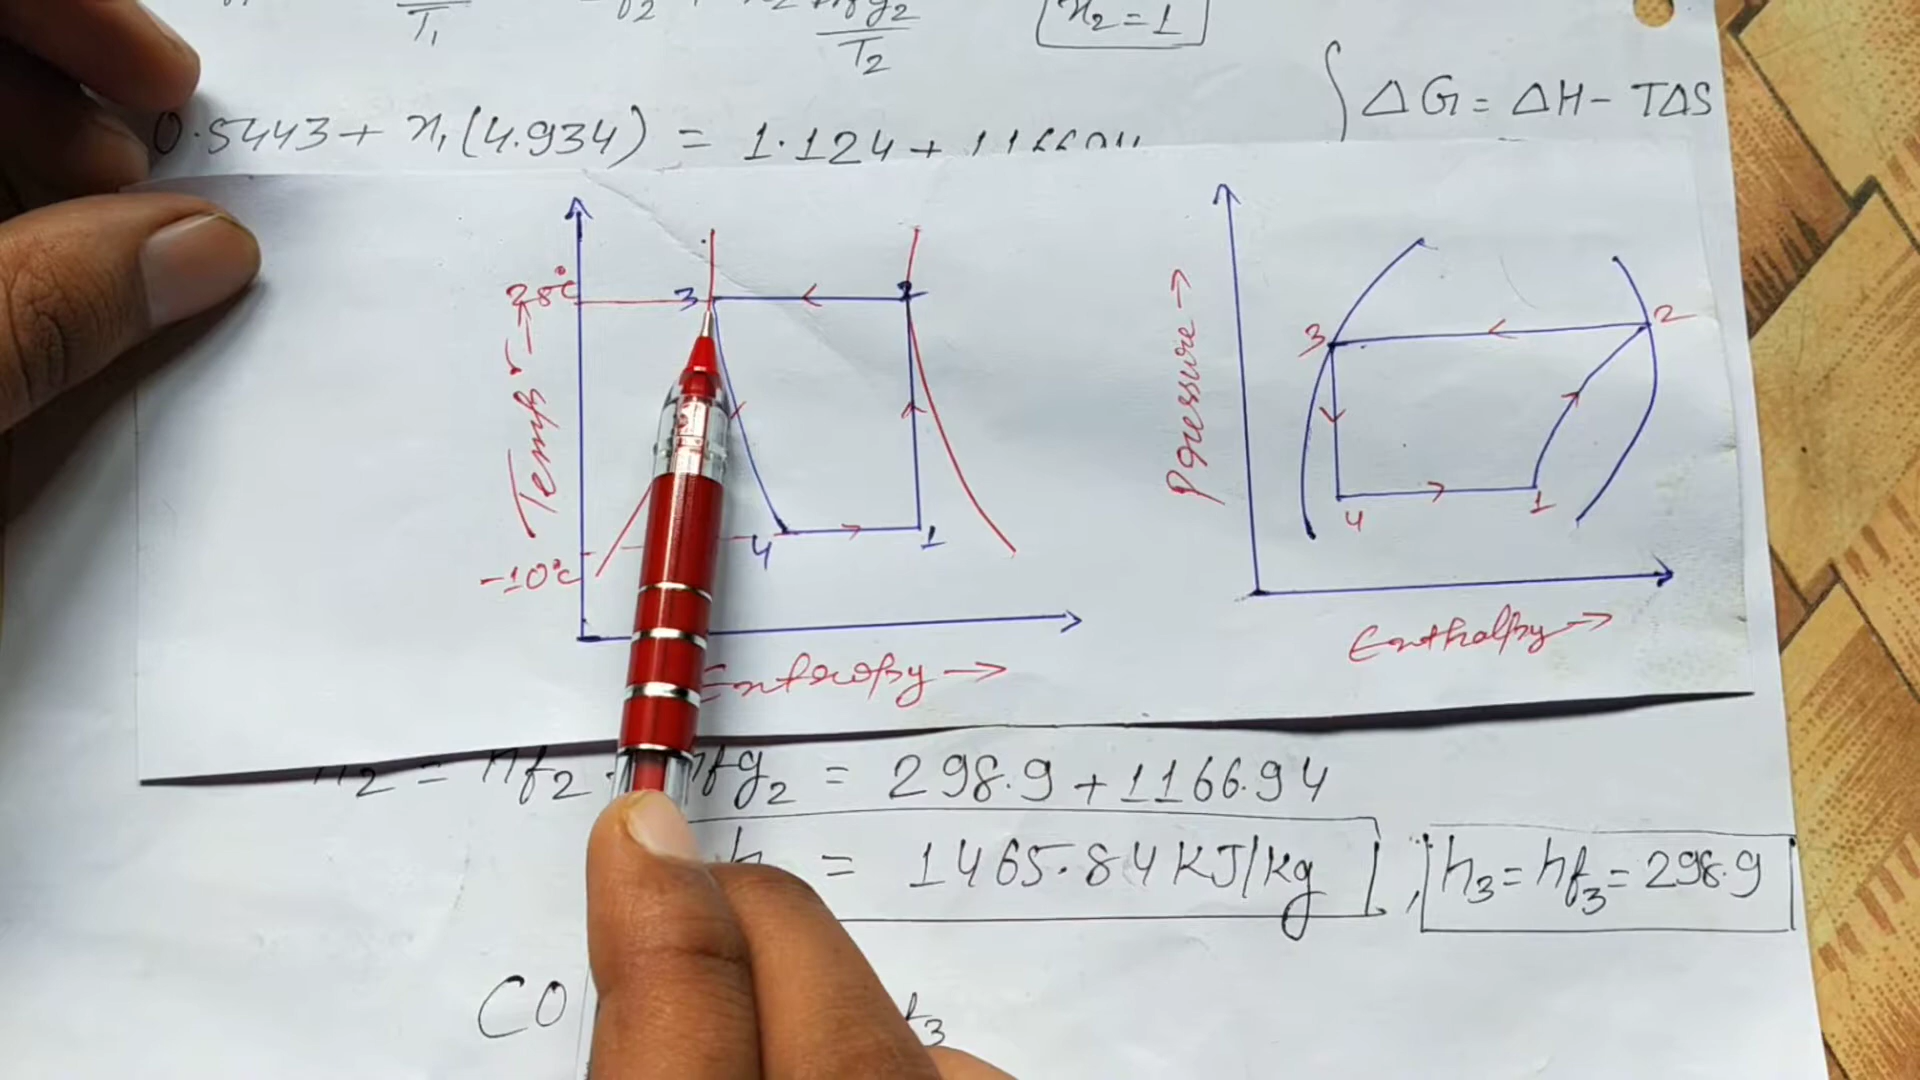 T₁
T₂
x₂ = 1
ΔG = ΔH - TΔS
0.5443 + x₁(4.934) = 1.124 +
3
2
4
1
-10°C
Temp →
Entropy →
3
2
4
1
Pressure →
Enthalpy →
= hf₂ fg₂ = 298.9 + 1166.94
= 1465.84 KJ/kg , h₃ = hf₃ = 298.9
CO